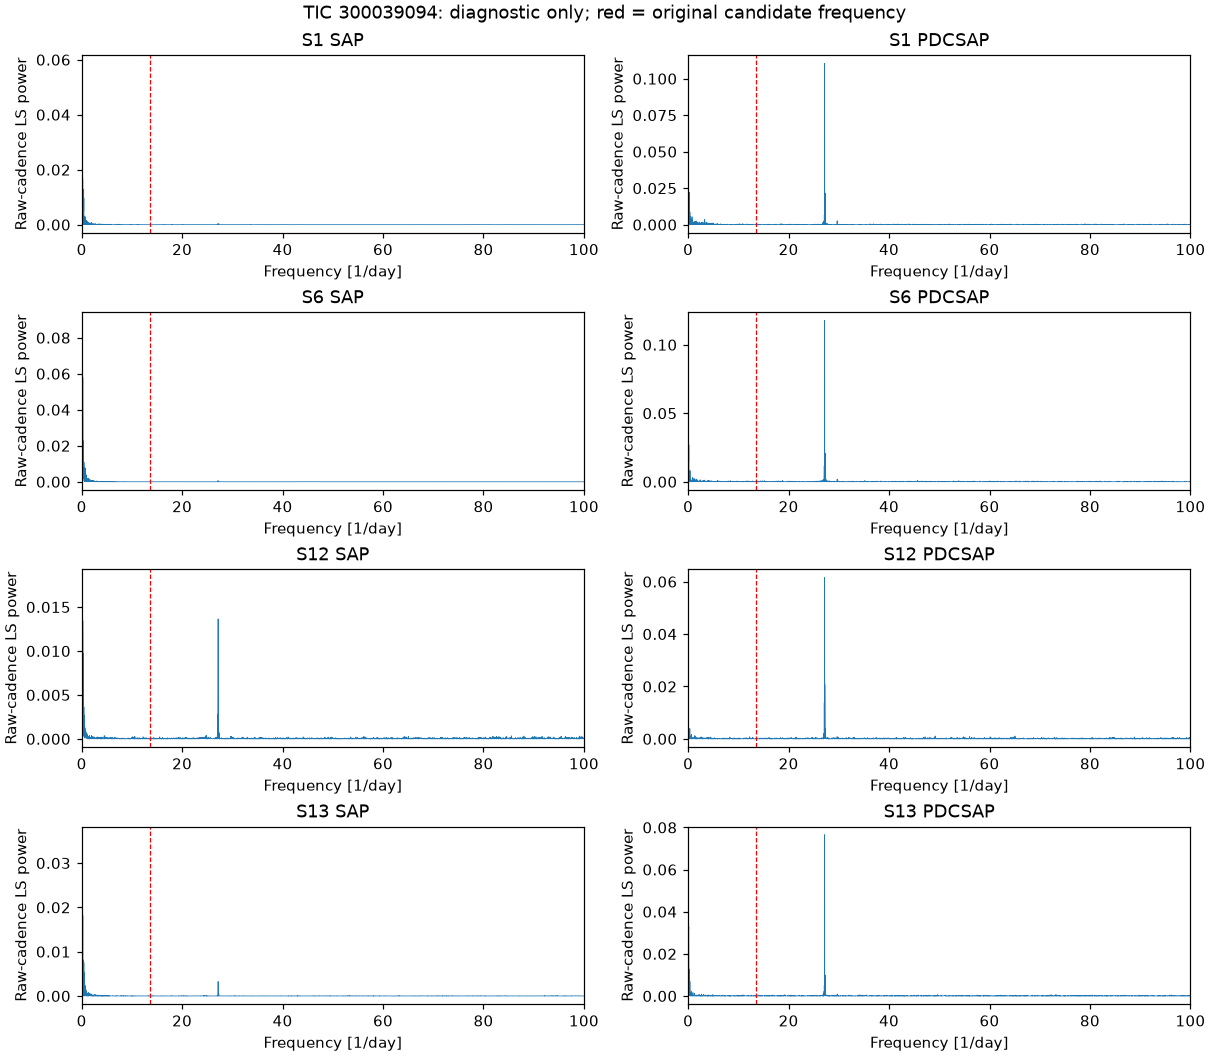 TIC 300039094: diagnostic only; red = original candidate frequency
S1 SAP
Raw-cadence LS power
0.06
0.04
0.02
0.00
0 20 40 60 80 100
Frequency [1/day]
S1 PDCSAP
Raw-cadence LS power
0.100
0.075
0.050
0.025
0.000
0 20 40 60 80 100
Frequency [1/day]
S6 SAP
Raw-cadence LS power
0.08
0.06
0.04
0.02
0.00
0 20 40 60 80 100
Frequency [1/day]
S6 PDCSAP
Raw-cadence LS power
0.10
0.05
0.00
0 20 40 60 80 100
Frequency [1/day]
S12 SAP
Raw-cadence LS power
0.015
0.010
0.005
0.000
0 20 40 60 80 100
Frequency [1/day]
S12 PDCSAP
Raw-cadence LS power
0.06
0.04
0.02
0.00
0 20 40 60 80 100
Frequency [1/day]
S13 SAP
Raw-cadence LS power
0.03
0.02
0.01
0.00
0 20 40 60 80 100
Frequency [1/day]
S13 PDCSAP
Raw-cadence LS power
0.08
0.06
0.04
0.02
0.00
0 20 40 60 80 100
Frequency [1/day]